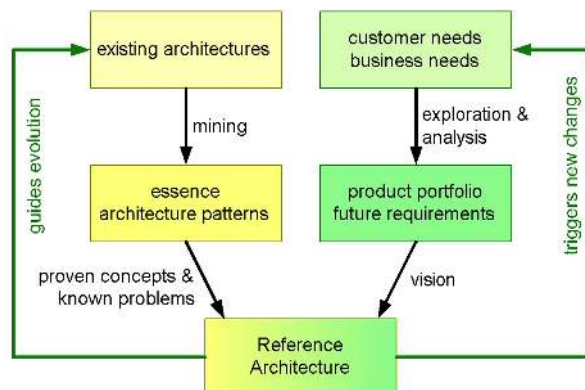 existing architectures
customer needs
business needs
mining
exploration &
analysis
guides evolution
triggers new changes
essence
architecture patterns
product portfolio
future requirements
proven concepts &
known problems
vision
Reference
Architecture